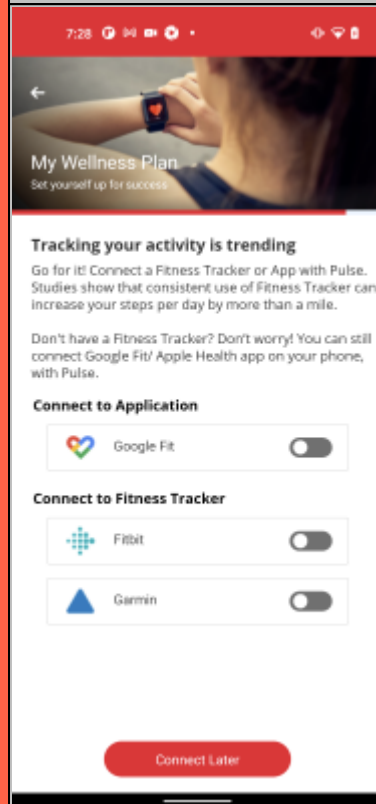 7:28
My Wellness Plan
Set yourself up for success
Tracking your activity is trending
Go for it! Connect a Fitness Tracker or App with Pulse.
Studies show that consistent use of Fitness Tracker can
increase your steps per day by more than a mile.
Don't have a Fitness Tracker? Don't worry! You can still
connect Google Fit/ Apple Health app on your phone,
with Pulse.
Connect to Application
Google Fit
Connect to Fitness Tracker
Fitbit
Garmin
Connect Later